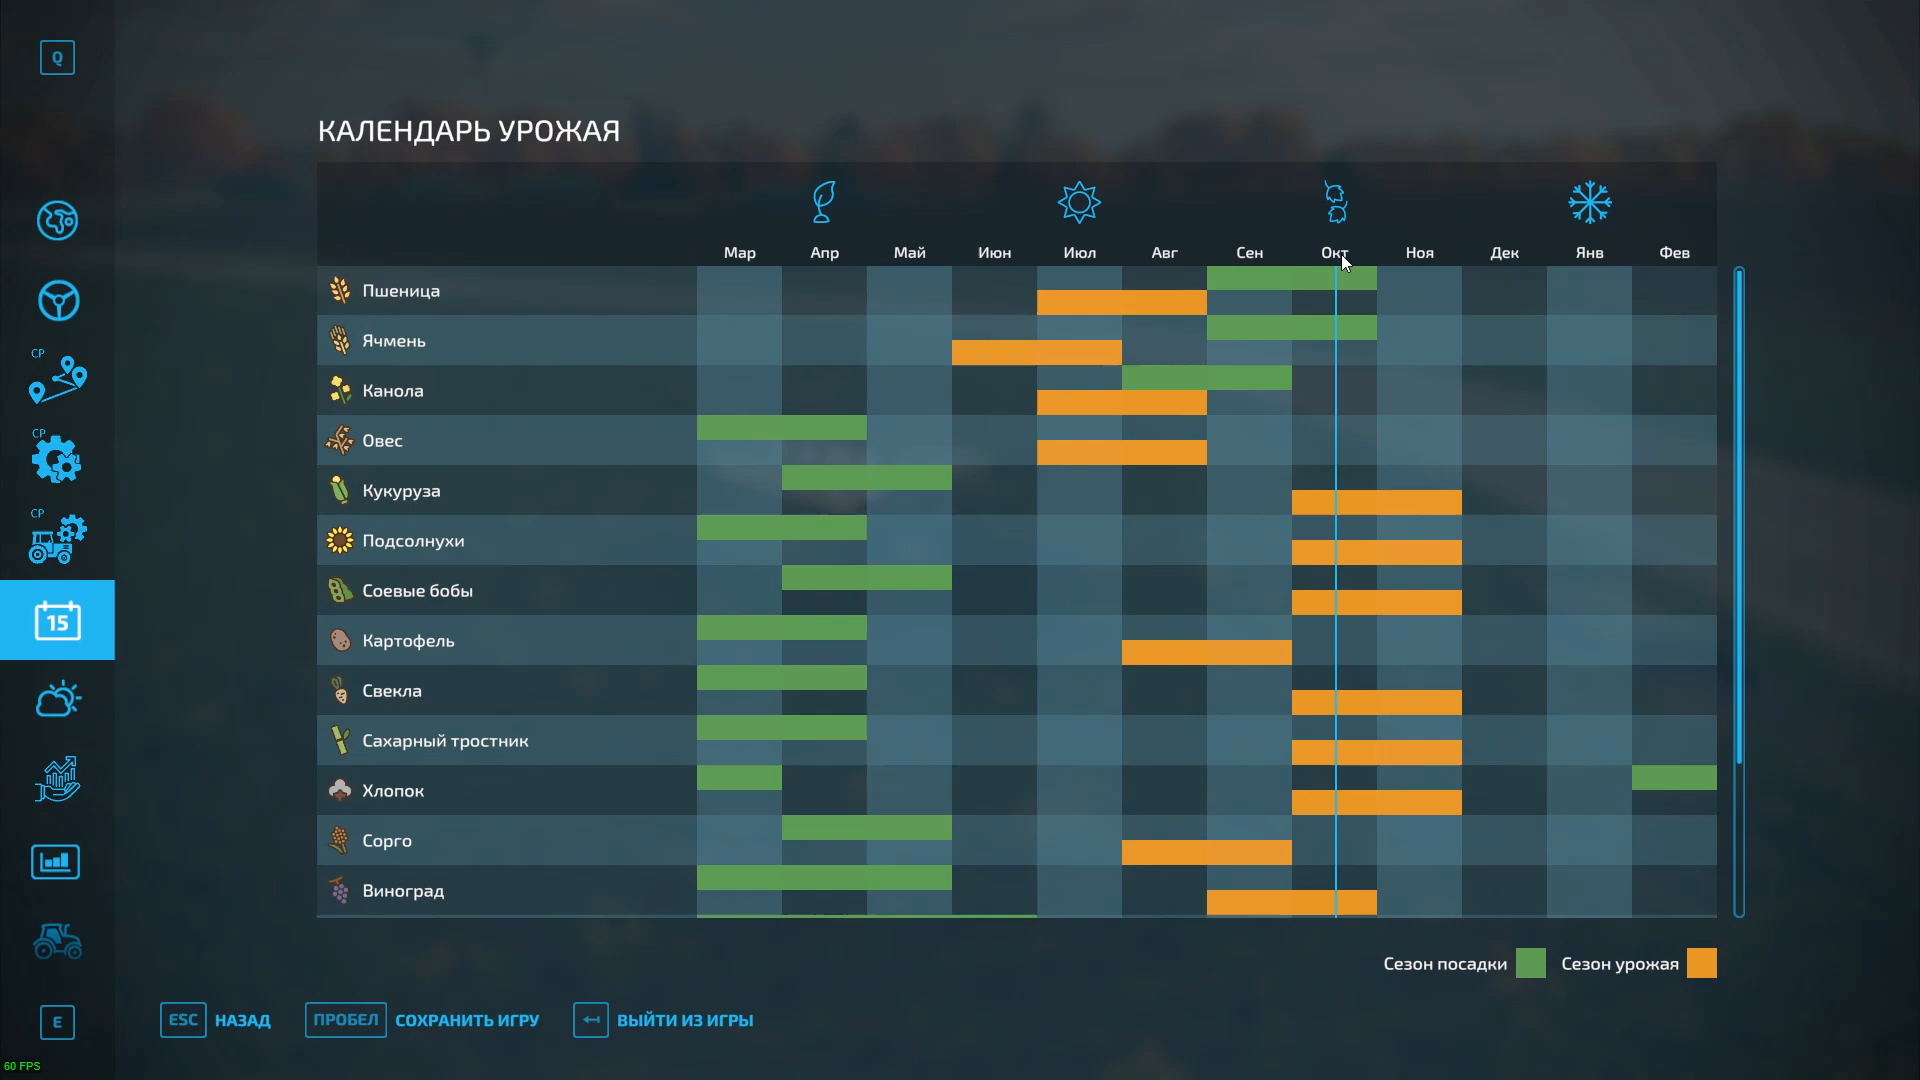 Q
КАЛЕНДАРЬ УРОЖАЯ
Мар Апр Май Июн Июл Авг Сен Окт Ноя Дек Янв Фев
Пшеница
Ячмень
CP
Канола
CP
Овес
Кукуруза
CP
Подсолнухи
Соевые бобы
15
Картофель
Свекла
Сахарный тростник
Хлопок
Сорго
Виноград
Сезон посадки Сезон урожая
E
ESC НАЗАД ПРОБЕЛ СОХРАНИТЬ ИГРУ ВЫЙТИ ИЗ ИГРЫ
60 FPS